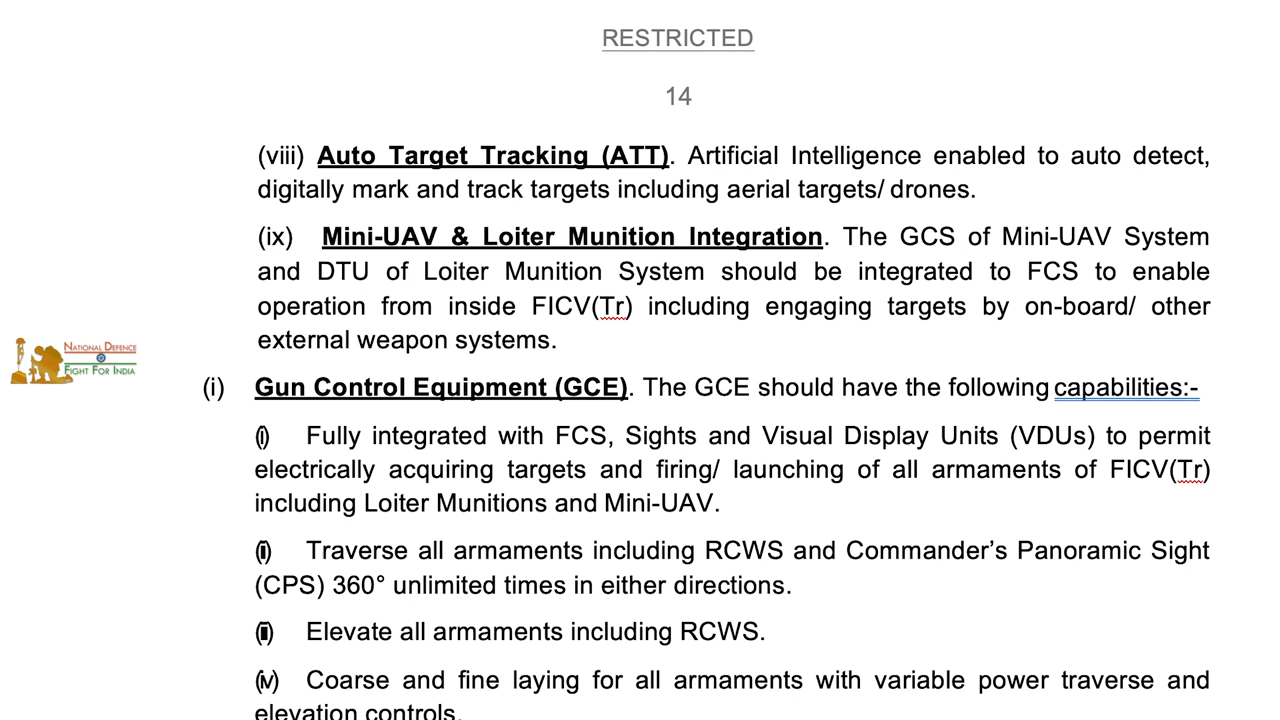 RESTRICTED
14
(viii) Auto Target Tracking (ATT). Artificial Intelligence enabled to auto detect,
digitally mark and track targets including aerial targets/ drones.
(ix) Mini-UAV & Loiter Munition Integration. The GCS of Mini-UAV System
and DTU of Loiter Munition System should be integrated to FCS to enable
operation from inside FICV(Tr) including engaging targets by on-board/ other
external weapon systems.
NATIONAL DEFENCE
FIGHT FOR INDIA
(i) Gun Control Equipment (GCE). The GCE should have the following capabilities:-
(i) Fully integrated with FCS, Sights and Visual Display Units (VDUs) to permit
electrically acquiring targets and firing/ launching of all armaments of FICV(Tr)
including Loiter Munitions and Mini-UAV.
(ii) Traverse all armaments including RCWS and Commander’s Panoramic Sight
(CPS) 360° unlimited times in either directions.
(iii) Elevate all armaments including RCWS.
(iv) Coarse and fine laying for all armaments with variable power traverse and
elevation controls.